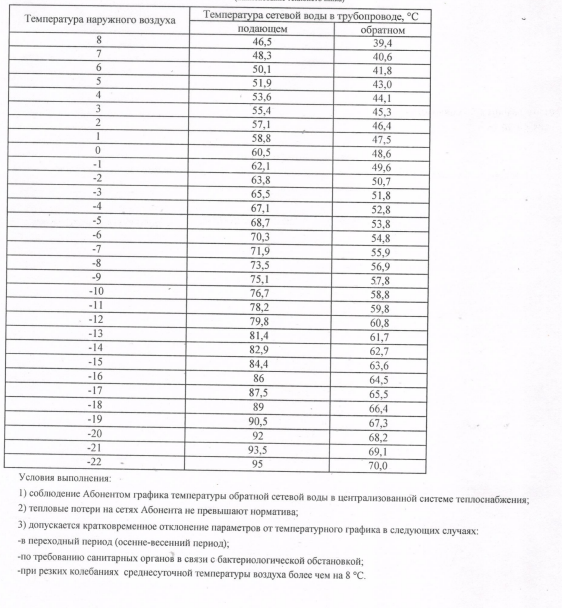 Температура наружного воздуха Температура сетевой воды в трубопроводе, °С
подающем обратном
8 46,5 39,4
7 48,3 40,6
6 50,1 41,8
5 51,9 43,0
4 53,6 44,1
3 55,4 45,3
2 57,1 46,4
1 58,8 47,5
0 60,5 48,6
-1 62,1 49,6
-2 63,8 50,7
-3 65,5 51,8
-4 67,1 52,8
-5 68,7 53,8
-6 70,3 54,8
-7 71,9 55,9
-8 73,5 56,9
-9 75,1 57,8
-10 76,7 58,8
-11 78,2 59,8
-12 79,8 60,8
-13 81,4 61,7
-14 82,9 62,7
-15 84,4 63,6
-16 86 64,5
-17 87,5 65,5
-18 89 66,4
-19 90,5 67,3
-20 92 68,2
-21 93,5 69,1
-22 95 70,0
Условия выполнения:
1) соблюдение Абонентом графика температуры обратной сетевой воды в централизованной системе теплоснабжения;
2) тепловые потери на сетях Абонента не превышают норматива;
3) допускается кратковременное отклонение параметров от температурного графика в следующих случаях:
-в переходный период (осенне-весенний период);
-по требованию санитарных органов в связи с бактериологической обстановкой;
-при резких колебаниях среднесуточной температуры воздуха более чем на 8 °С.